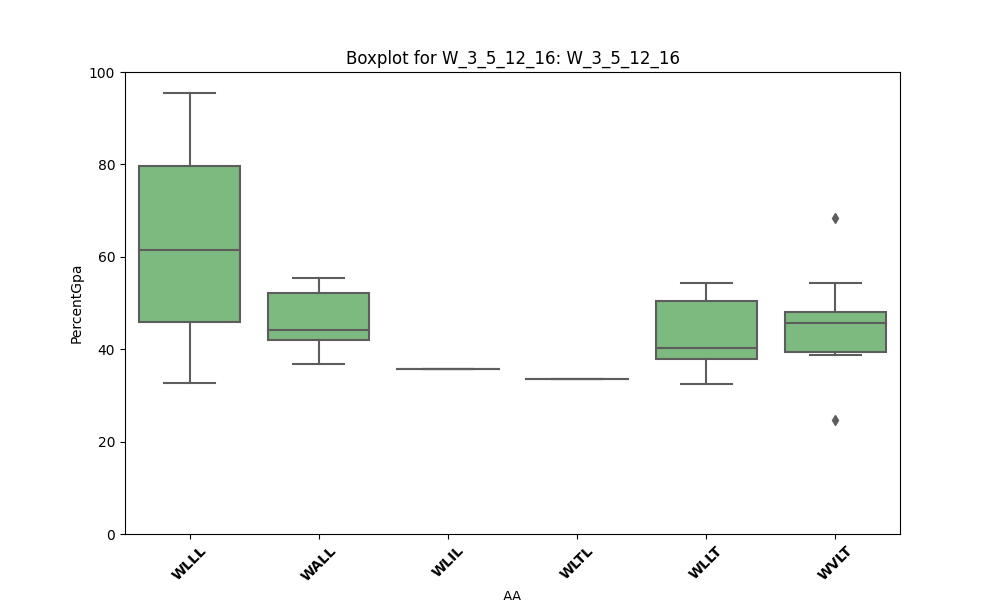 Boxplot for W_3_5_12_16: W_3_5_12_16
100
80
60
40
20
0
PercentGpa
WLLL
WALL
WLIL
WLTL
WLLT
WVLT
AA